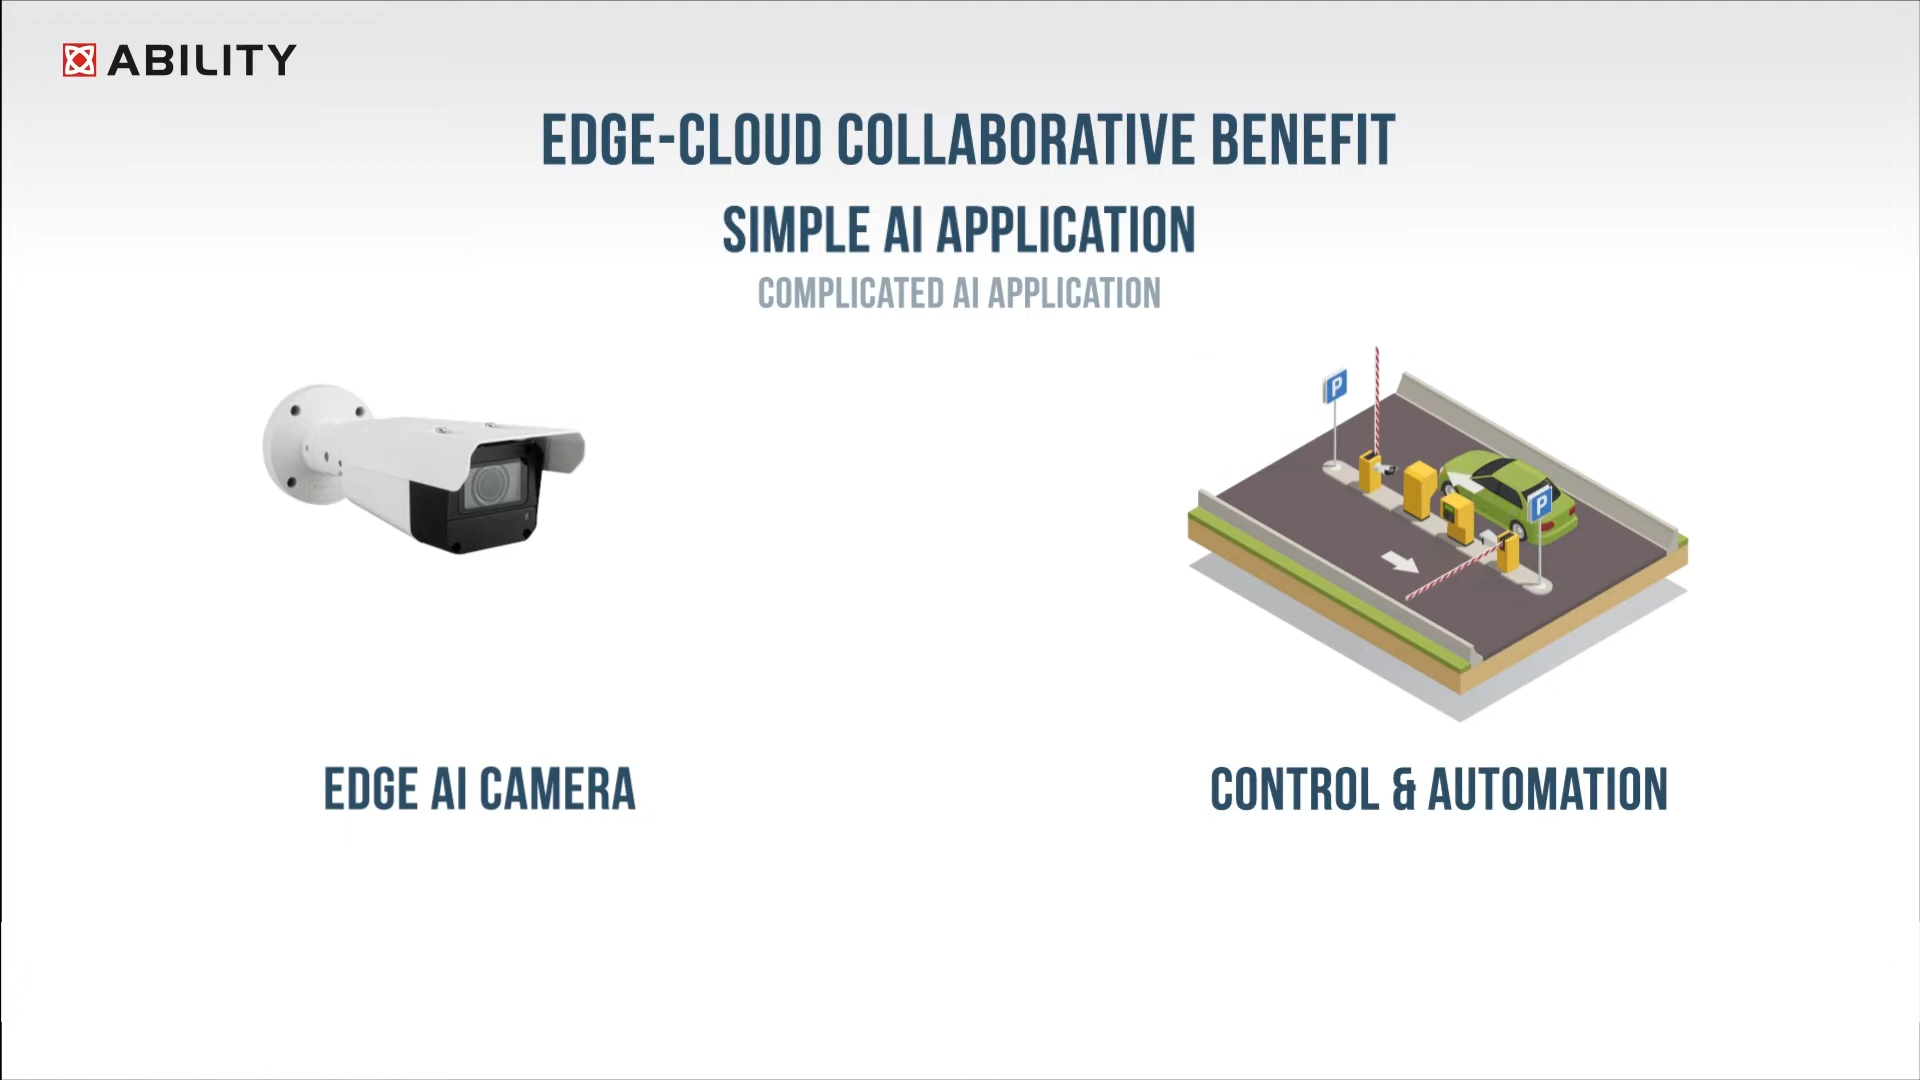 ABILITY
EDGE-CLOUD COLLABORATIVE BENEFIT
SIMPLE AI APPLICATION
COMPLICATED AI APPLICATION
P
P
EDGE AI CAMERA
CONTROL & AUTOMATION